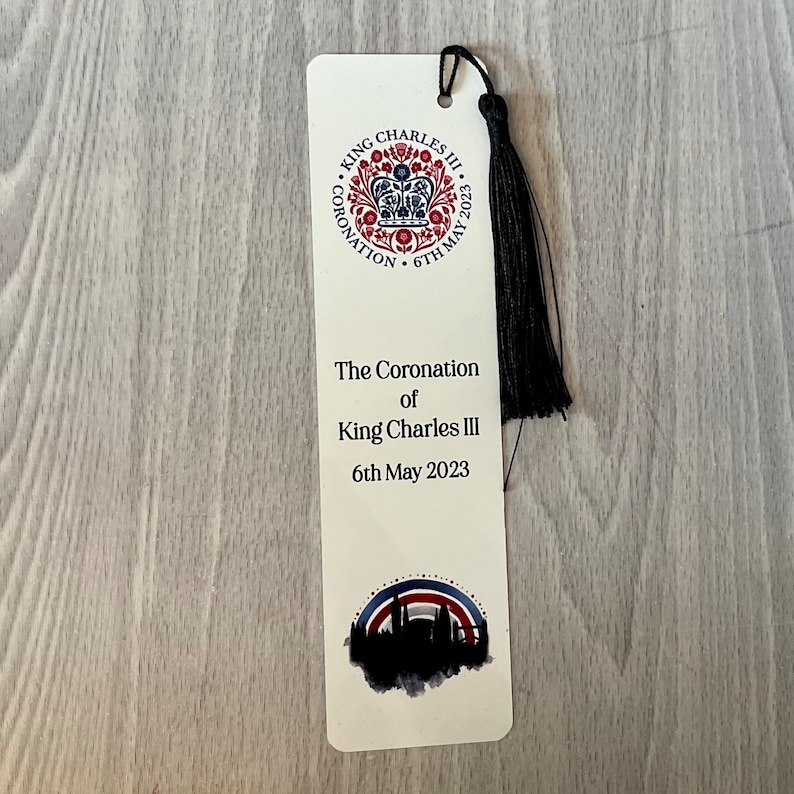 · KING CHARLES III ·
CORONATION · 6TH MAY 2023
The Coronation
of
King Charles III
6th May 2023